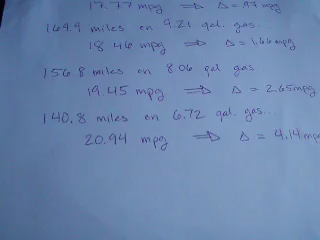 17.77 mpg ⇒ Δ = .97 mpg
169.9 miles on 9.21 gal. gas...
18.46 mpg ⇒ Δ = 1.66 mpg
156.8 miles on 8.06 gal gas
19.45 mpg ⇒ Δ = 2.65 mpg
140.8 miles on 6.72 gal. gas...
20.94 mpg ⇒ Δ = 4.14 mpg